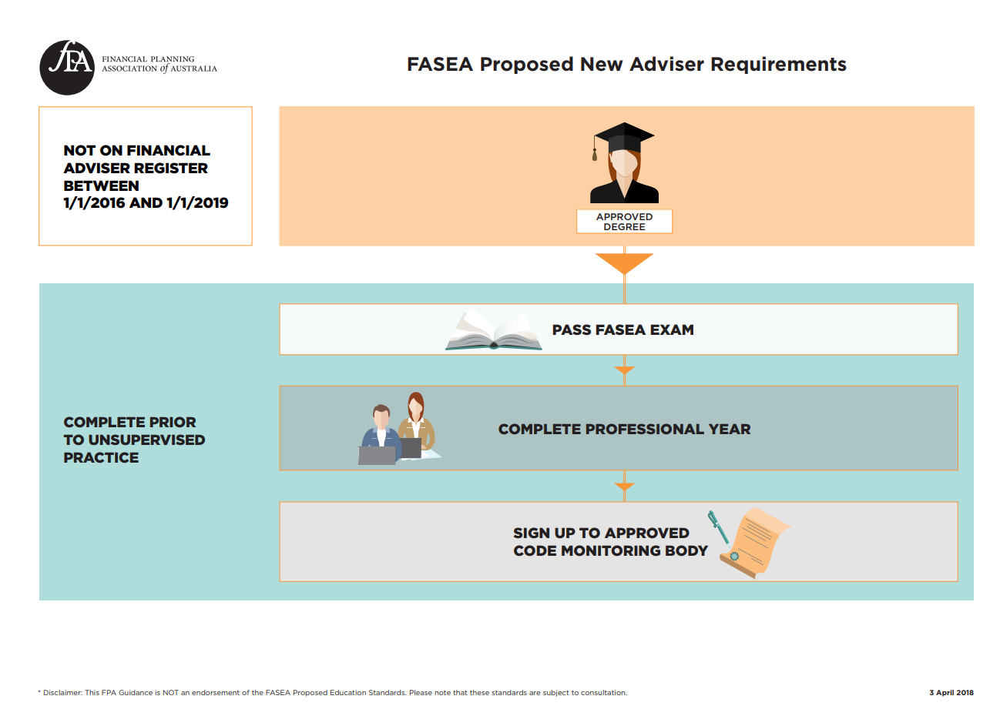 fPA
FINANCIAL PLANNING
ASSOCIATION of AUSTRALIA
FASEA Proposed New Adviser Requirements
NOT ON FINANCIAL
ADVISER REGISTER
BETWEEN
1/1/2016 AND 1/1/2019
APPROVED
DEGREE
PASS FASEA EXAM
COMPLETE PRIOR
TO UNSUPERVISED
PRACTICE
COMPLETE PROFESSIONAL YEAR
SIGN UP TO APPROVED
CODE MONITORING BODY
* Disclaimer: This FPA Guidance is NOT an endorsement of the FASEA Proposed Education Standards. Please note that these standards are subject to consultation.
3 April 2018